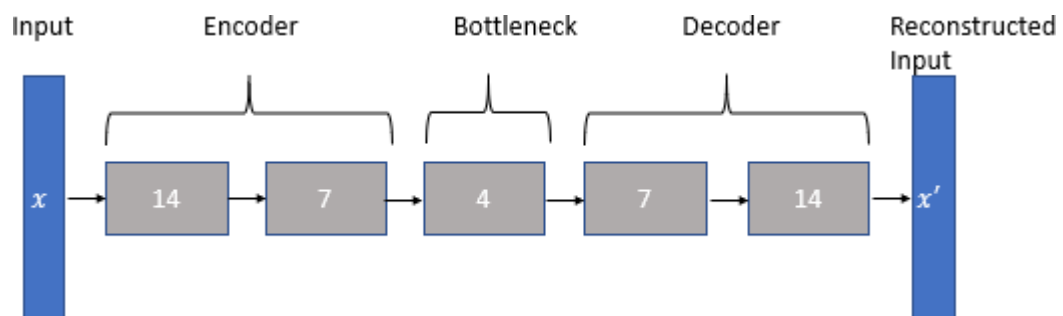 Input
Encoder
Bottleneck
Decoder
Reconstructed
Input
x
14
7
4
7
14
x′